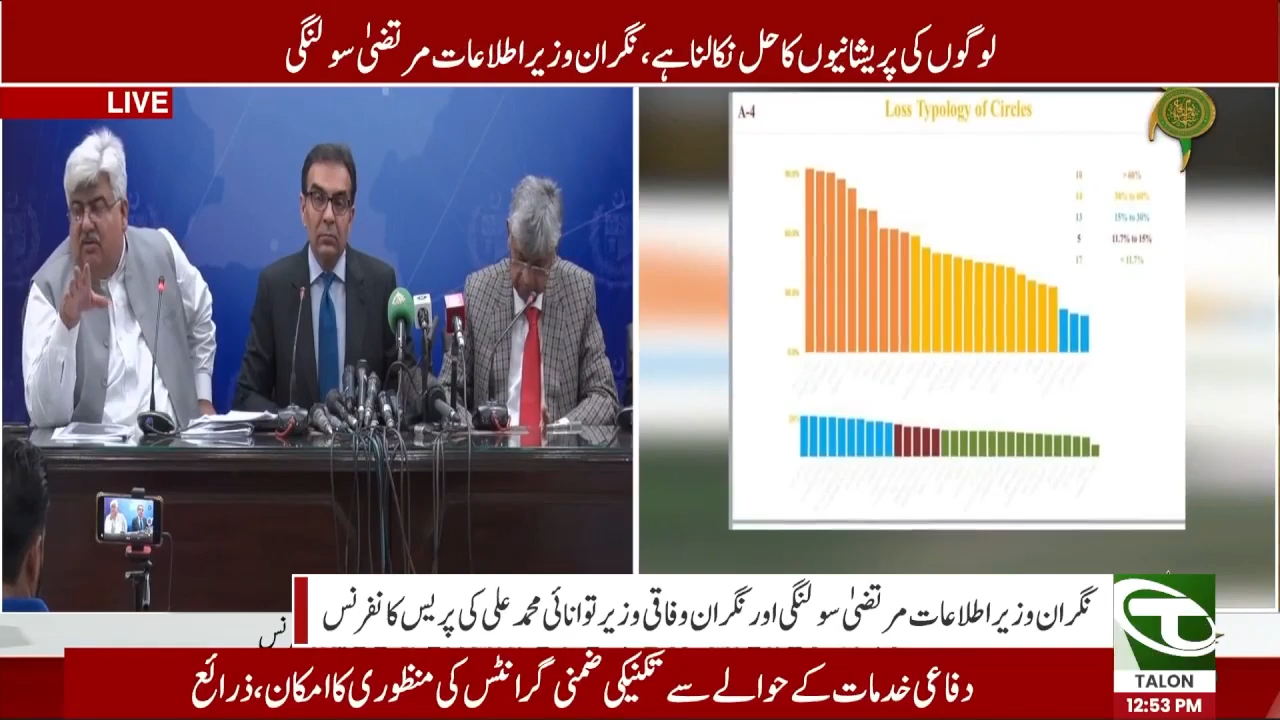 لوگوں کی پریشانیوں کا حل نکالنا ہے، نگران وزیر اطلاعات مرتضیٰ سولنگی
LIVE
A-4
Loss Typology of Circles
> 60%
30% to 60%
13 15% to 30%
5 11.7% to 15%
17 < 11.7%
نگران وزیر اطلاعات مرتضیٰ سولنگی اور نگران وفاقی وزیر توانائی محمد علی کی پریس کانفرنس
دفاعی خدمات کے حوالے سے تکنیکی ضمنی گرانٹس کی منظوری کا امکان، ذرائع
TALON
12:53 PM